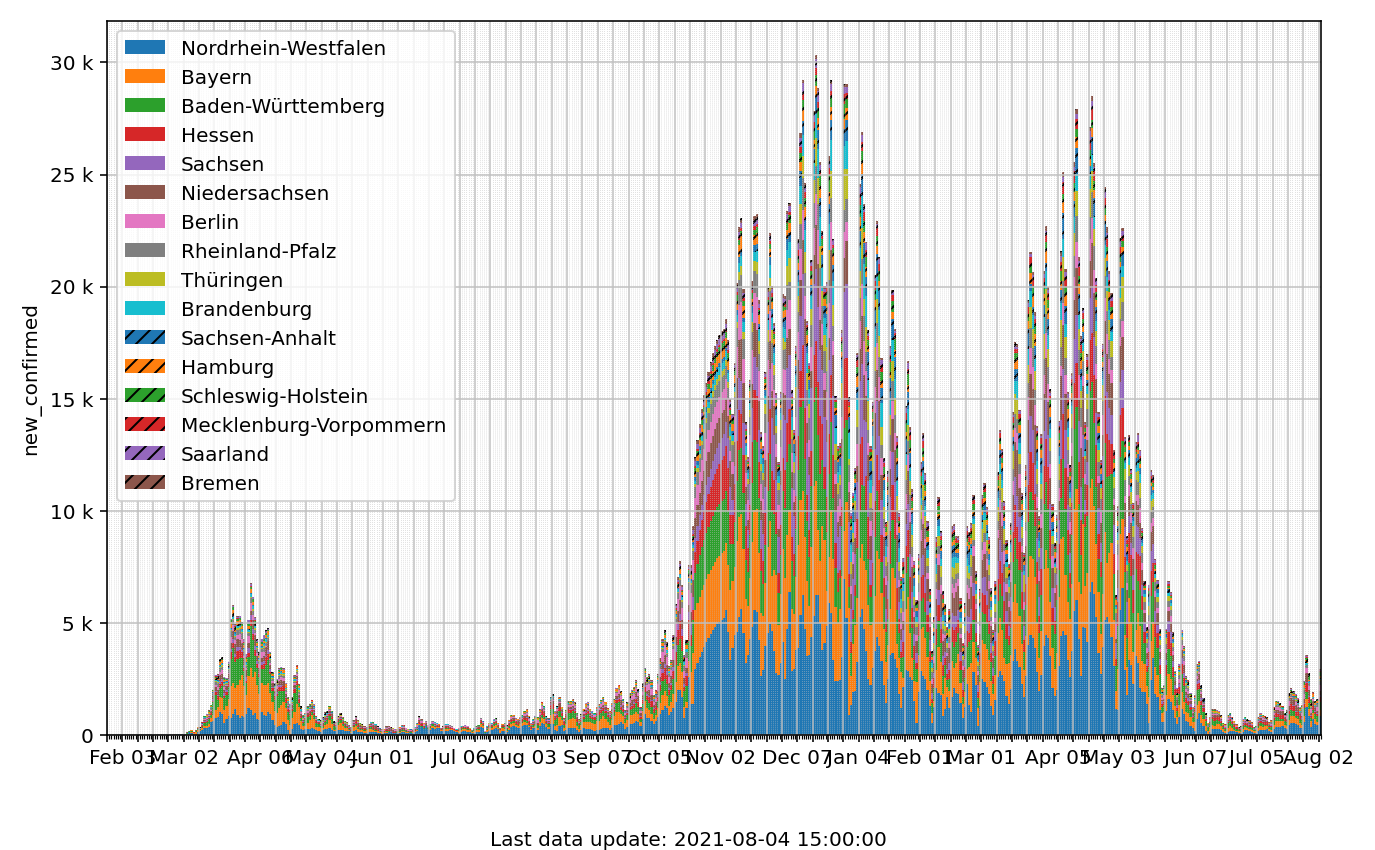 30 k
25 k
20 k
15 k
10 k
5 k
0
new_confirmed
Nordrhein-Westfalen
Bayern
Baden-Württemberg
Hessen
Sachsen
Niedersachsen
Berlin
Rheinland-Pfalz
Thüringen
Brandenburg
Sachsen-Anhalt
Hamburg
Schleswig-Holstein
Mecklenburg-Vorpommern
Saarland
Bremen
Feb 03 Mar 02 Apr 06 May 04 Jun 01 Jul 06 Aug 03 Sep 07 Oct 05 Nov 02 Dec 07 Jan 04 Feb 01 Mar 01 Apr 05 May 03 Jun 07 Jul 05 Aug 02
Last data update: 2021-08-04 15:00:00